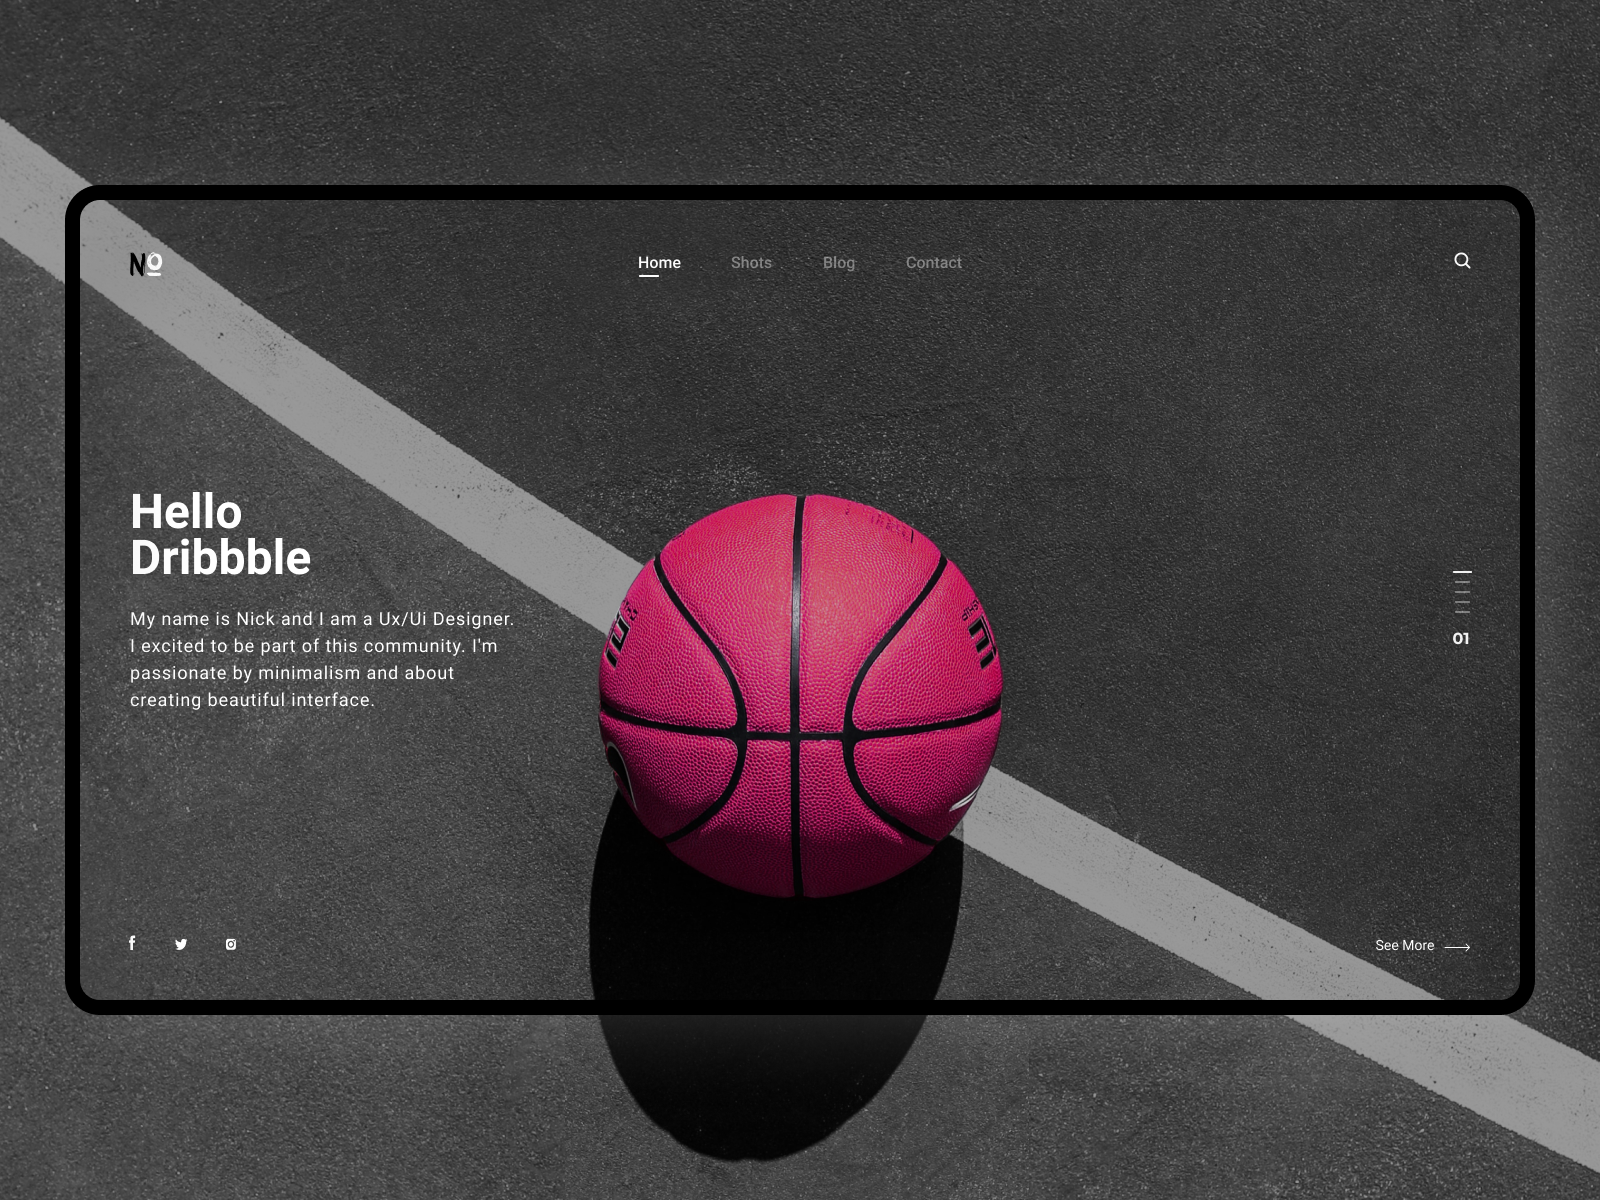 NO
Home Shots Blog Contact
Hello
Dribbble
My name is Nick and I am a Ux/Ui Designer.
I excited to be part of this community. I'm
passionate by minimalism and about
creating beautiful interface.
01
See More